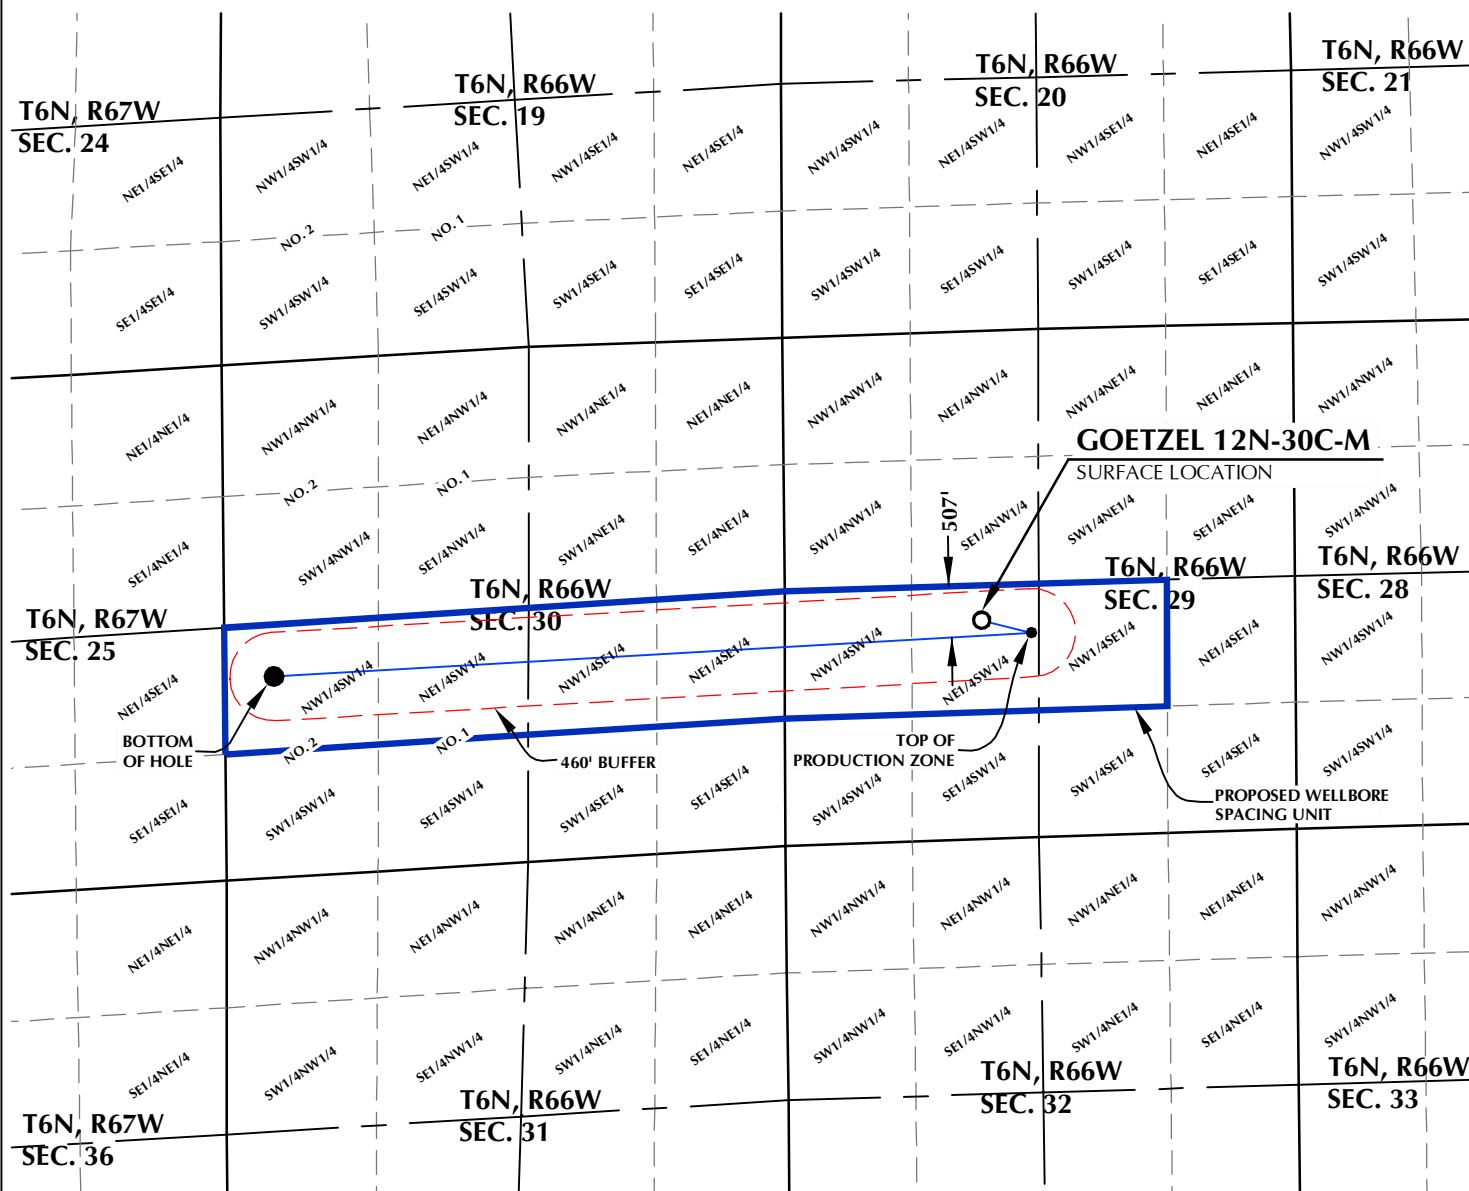 T6N, R67W
SEC. 24
T6N, R66W
SEC. 19
T6N, R66W
SEC. 20
T6N, R66W
SEC. 21
NE1/4SE1/4
NW1/4SW1/4
NE1/4SW1/4
NW1/4SE1/4
NE1/4SE1/4
NW1/4SW1/4
NE1/4SW1/4
NW1/4SE1/4
NE1/4SE1/4
NW1/4SW1/4
NO. 2
NO. 1
SE1/4SE1/4
SW1/4SW1/4
SE1/4SW1/4
SW1/4SE1/4
SE1/4SE1/4
SW1/4SW1/4
SE1/4SW1/4
SW1/4SE1/4
SE1/4SE1/4
SW1/4SW1/4
NE1/4NE1/4
NW1/4NW1/4
NE1/4NW1/4
NW1/4NE1/4
NE1/4NE1/4
NW1/4NW1/4
NE1/4NW1/4
NW1/4NE1/4
NE1/4NE1/4
NW1/4NW1/4
GOETZEL 12N-30C-M
SURFACE LOCATION
NO. 2
NO. 1
507'
SE1/4NE1/4
SW1/4NW1/4
SE1/4NW1/4
SW1/4NE1/4
SE1/4NE1/4
SW1/4NW1/4
SE1/4NW1/4
SW1/4NE1/4
SE1/4NE1/4
SW1/4NW1/4
T6N, R67W
SEC. 25
T6N, R66W
SEC. 30
T6N, R66W
SEC. 29
T6N, R66W
SEC. 28
NE1/4SE1/4
NW1/4SW1/4
NE1/4SW1/4
NW1/4SE1/4
NE1/4SE1/4
NW1/4SW1/4
NE1/4SW1/4
NW1/4SE1/4
NE1/4SE1/4
NW1/4SW1/4
BOTTOM
OF HOLE
NO. 2
NO. 1
460' BUFFER
TOP OF
PRODUCTION ZONE
PROPOSED WELLBORE
SPACING UNIT
SE1/4SE1/4
SW1/4SW1/4
SE1/4SW1/4
SW1/4SE1/4
SE1/4SE1/4
SW1/4SW1/4
SE1/4SW1/4
SW1/4SE1/4
SE1/4SE1/4
SW1/4SW1/4
NE1/4NE1/4
NW1/4NW1/4
NE1/4NW1/4
NW1/4NE1/4
NE1/4NE1/4
NW1/4NW1/4
NE1/4NW1/4
NW1/4NE1/4
NE1/4NE1/4
NW1/4NW1/4
SE1/4NE1/4
SW1/4NW1/4
SE1/4NW1/4
SW1/4NE1/4
SE1/4NE1/4
SW1/4NW1/4
SE1/4NW1/4
SW1/4NE1/4
SE1/4NE1/4
SW1/4NW1/4
T6N, R67W
SEC. 36
T6N, R66W
SEC. 31
T6N, R66W
SEC. 32
T6N, R66W
SEC. 33